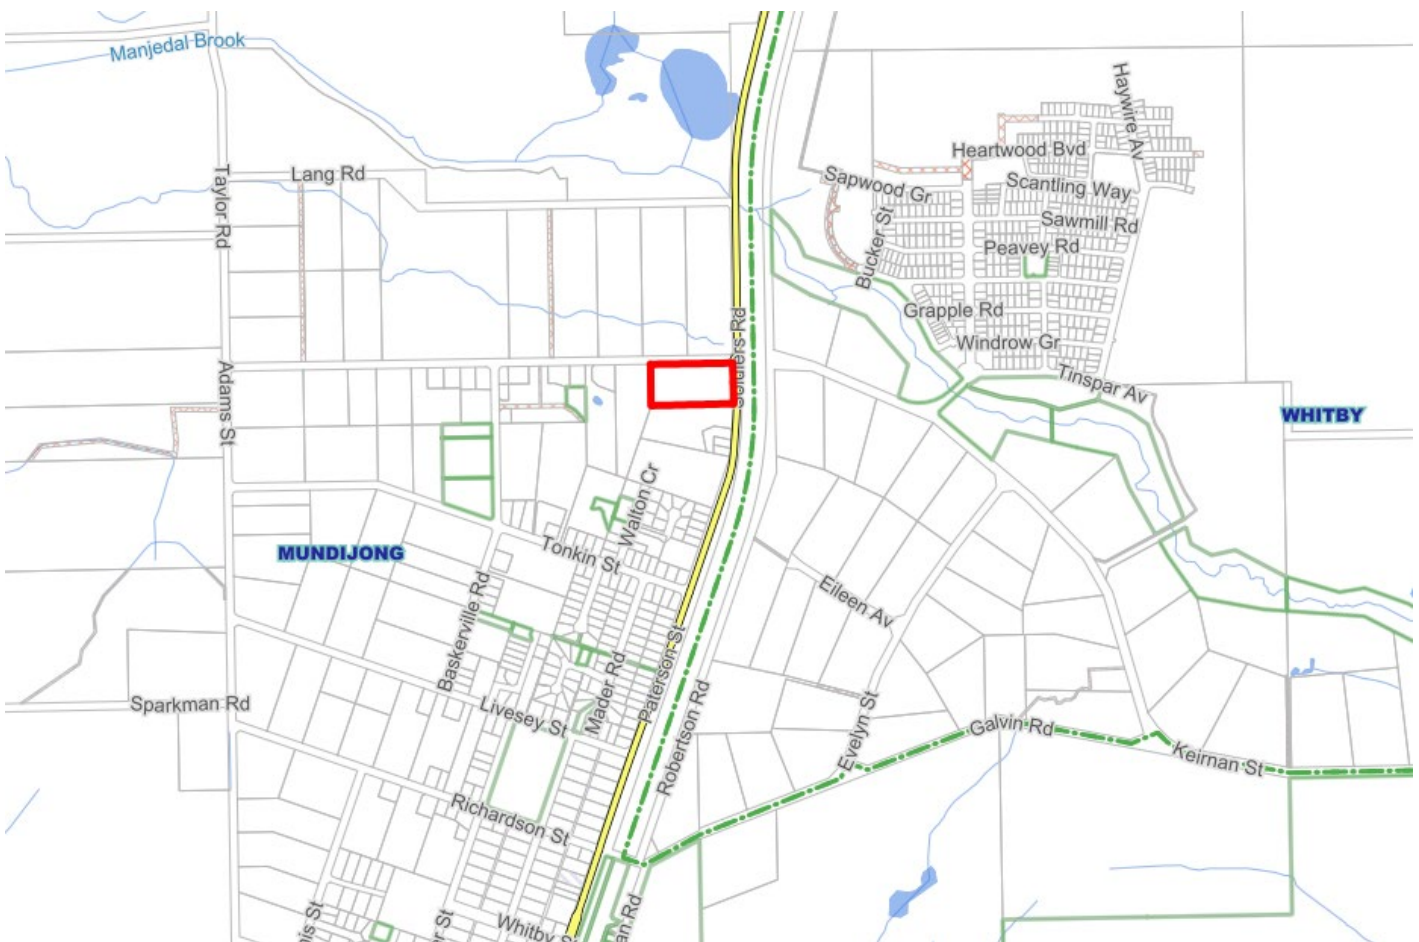 Manjedal Brook
Haywire Av
Heartwood Bvd
Lang Rd
Sapwood Gr
Scantling Way
Taylor Rd
Bucker St
Sawmill Rd
Peavey Rd
Grapple Rd
Windrow Gr
Tinspar Av
Adams St
WHITBY
Walton Cr
MUNDIJONG
Tonkin St
Eileen Av
Baskerville Rd
Paterson St
Mader Rd
Sparkman Rd
Livesey St
Robertson Rd
Evelyn St
Galvin Rd
Keirnan St
Richardson St
Whitby S